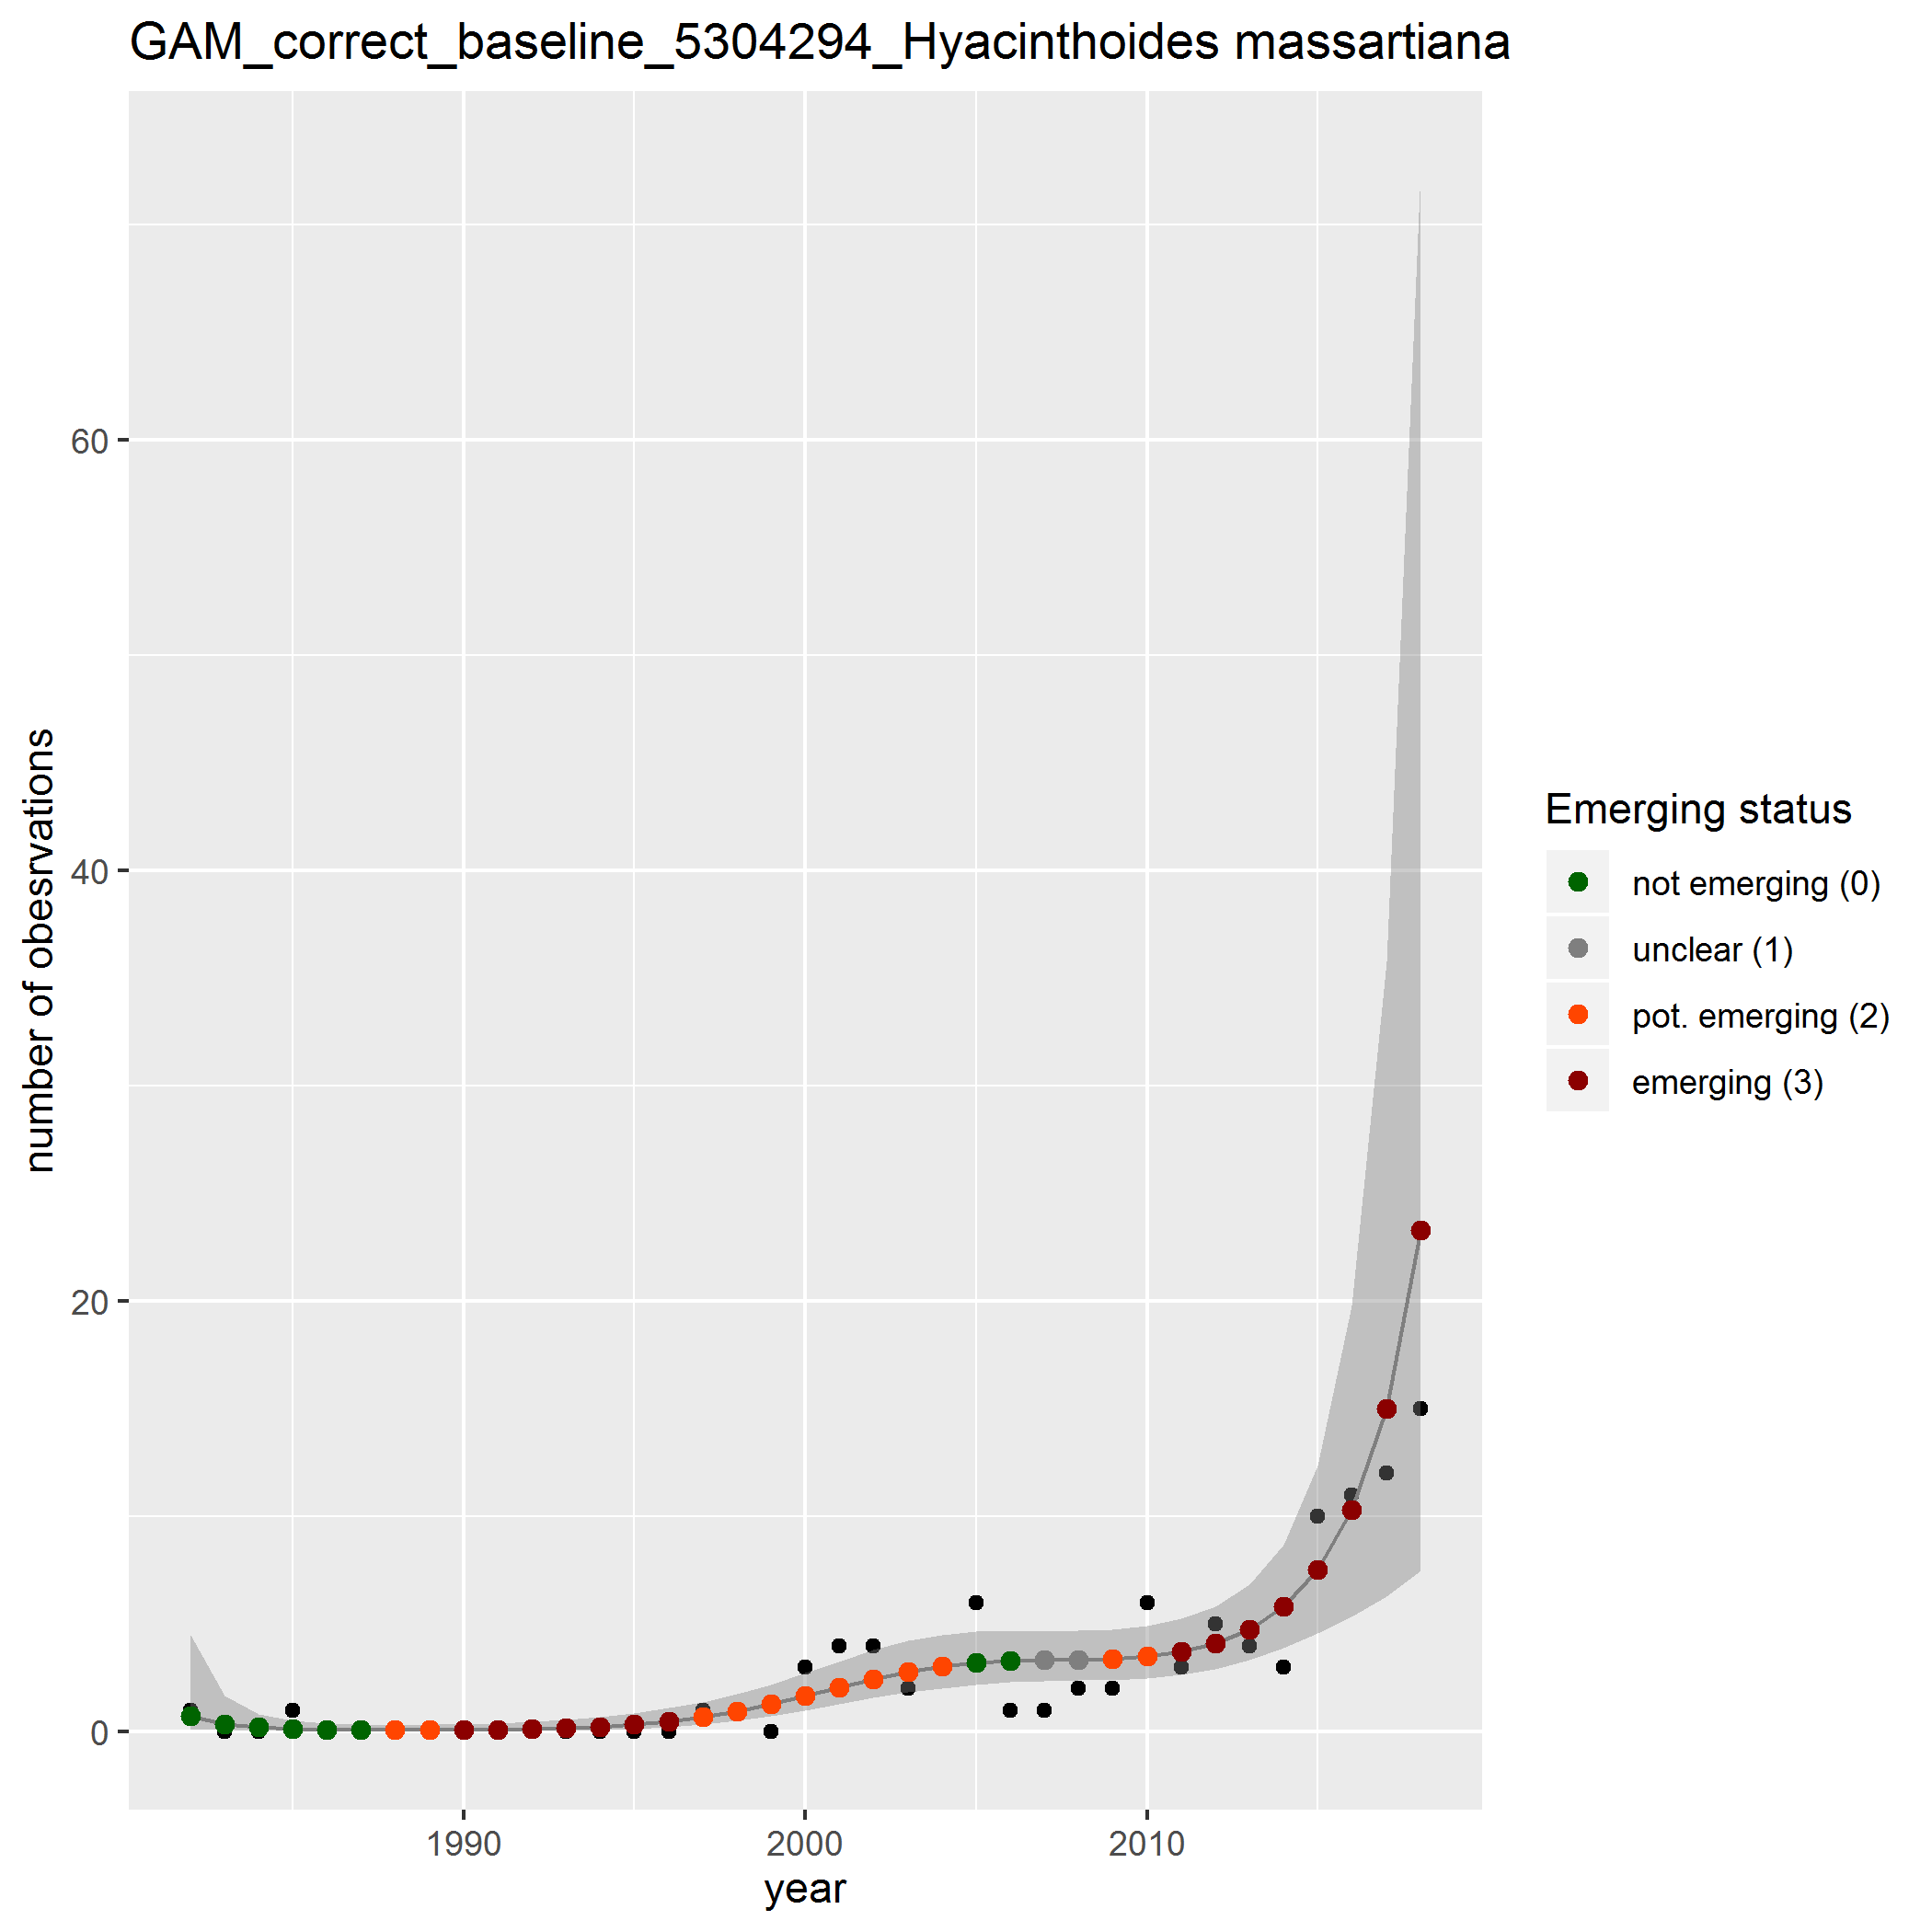 GAM_correct_baseline_5304294_Hyacinthoides massartiana
number of obesrvations
60
40
20
0
1990
2000
2010
year
Emerging status
not emerging (0)
unclear (1)
pot. emerging (2)
emerging (3)